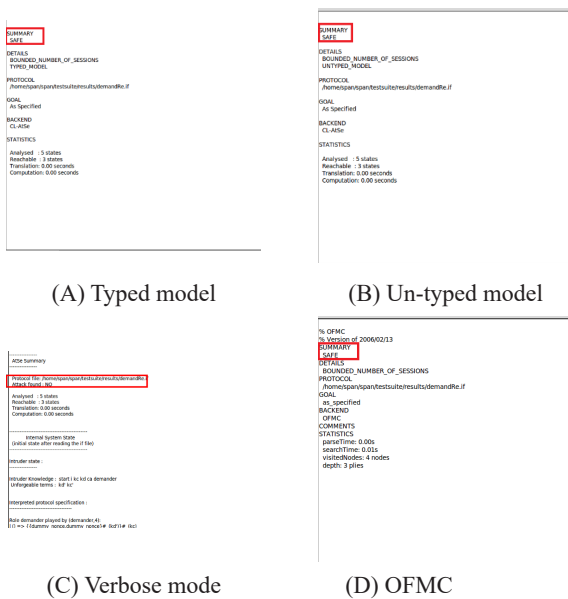 SUMMARY
SAFE
DETAILS
BOUNDED_NUMBER_OF_SESSIONS
TYPED_MODEL
PROTOCOL
/home/span/span/testsuite/results/demandRe.if
GOAL
As Specified
BACKEND
CL-AtSe
STATISTICS
Analysed : 5 states
Reachable : 3 states
Translation: 0.00 seconds
Computation: 0.00 seconds
(A) Typed model
SUMMARY
SAFE
DETAILS
BOUNDED_NUMBER_OF_SESSIONS
UNTYPED_MODEL
PROTOCOL
/home/span/span/testsuite/results/demandRe.if
GOAL
As Specified
BACKEND
CL-AtSe
STATISTICS
Analysed : 5 states
Reachable : 3 states
Translation: 0.00 seconds
Computation: 0.00 seconds
(B) Un-typed model
AtSe Summary
Protocol file: /home/span/span/testsuite/results/demandRe.
Attack found : NO
Analysed : 5 states
Reachable : 3 states
Translation: 0.00 seconds
Computation: 0.00 seconds
Internal System State
(initial state after reading the if file)
Intruder state :
Intruder Knowledge : start i kc kd ca demander
Unforgeable terms : kd' kc'
Interpreted protocol specification :
Role demander played by (demander,4):
(C) Verbose mode
% OFMC
% Version of 2006/02/13
SUMMARY
SAFE
DETAILS
BOUNDED_NUMBER_OF_SESSIONS
PROTOCOL
/home/span/span/testsuite/results/demandRe.if
GOAL
as_specified
BACKEND
OFMC
COMMENTS
STATISTICS
parseTime: 0.00s
searchTime: 0.01s
visitedNodes: 4 nodes
depth: 3 plies
(D) OFMC